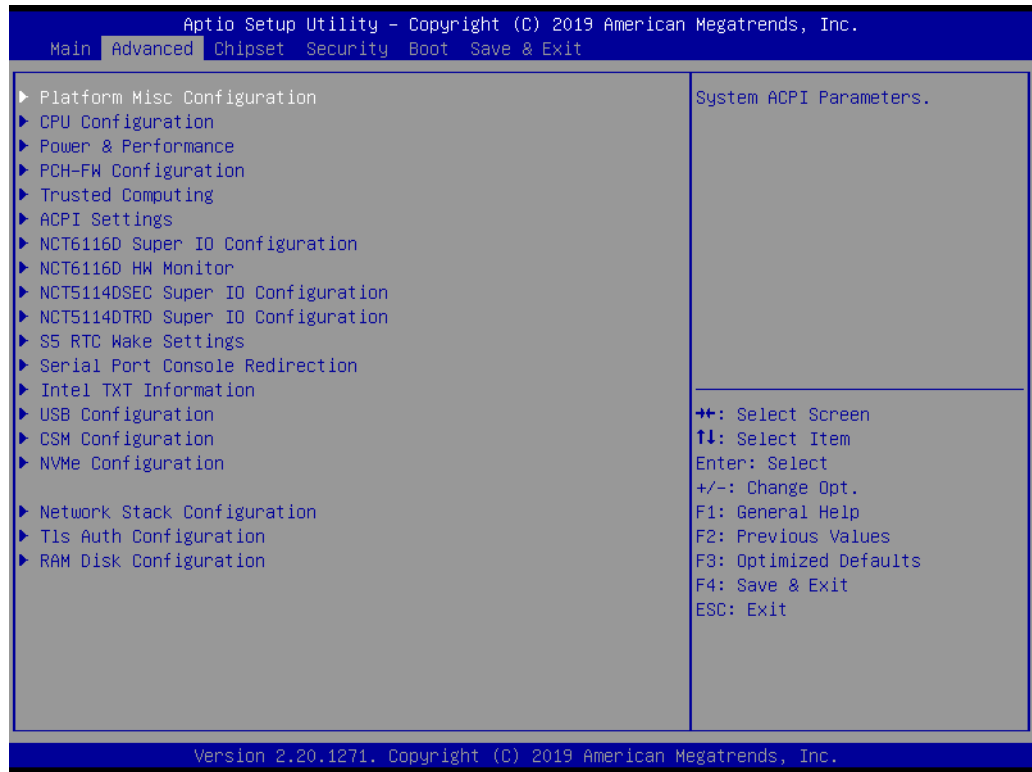 Aptio Setup Utility – Copyright (C) 2019 American Megatrends, Inc.
Main Advanced Chipset Security Boot Save & Exit
▶ Platform Misc Configuration
▶ CPU Configuration
▶ Power & Performance
▶ PCH-FW Configuration
▶ Trusted Computing
▶ ACPI Settings
▶ NCT6116D Super IO Configuration
▶ NCT6116D HW Monitor
▶ NCT5114DSEC Super IO Configuration
▶ NCT5114DTRD Super IO Configuration
▶ S5 RTC Wake Settings
▶ Serial Port Console Redirection
▶ Intel TXT Information
▶ USB Configuration
▶ CSM Configuration
▶ NVMe Configuration
▶ Network Stack Configuration
▶ Tls Auth Configuration
▶ RAM Disk Configuration
System ACPI Parameters.
→←: Select Screen
↑↓: Select Item
Enter: Select
+/-: Change Opt.
F1: General Help
F2: Previous Values
F3: Optimized Defaults
F4: Save & Exit
ESC: Exit
Version 2.20.1271. Copyright (C) 2019 American Megatrends, Inc.